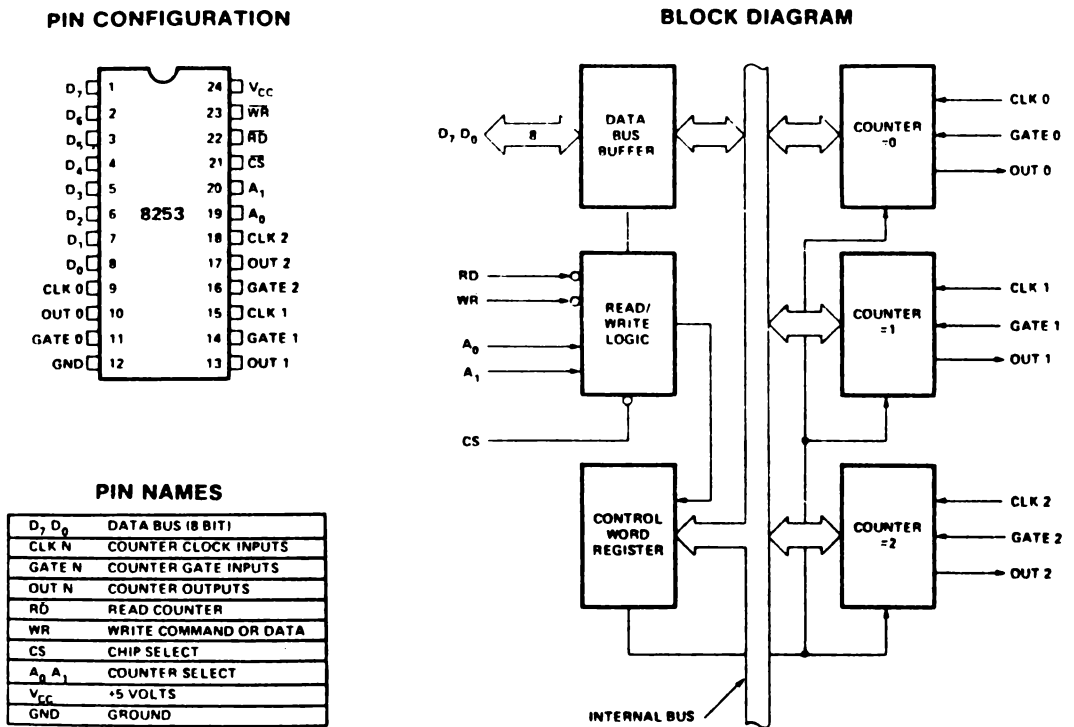 PIN CONFIGURATION
D7 1 24 VCC
D6 2 23 WR
D5 3 22 RD
D4 4 21 CS
D3 5 20 A1
D2 6 8253 19 A0
D1 7 18 CLK 2
D0 8 17 OUT 2
CLK 0 9 16 GATE 2
OUT 0 10 15 CLK 1
GATE 0 11 14 GATE 1
GND 12 13 OUT 1
PIN NAMES
D7 D0 DATA BUS (8 BIT)
CLK N COUNTER CLOCK INPUTS
GATE N COUNTER GATE INPUTS
OUT N COUNTER OUTPUTS
RD READ COUNTER
WR WRITE COMMAND OR DATA
CS CHIP SELECT
A0 A1 COUNTER SELECT
VCC +5 VOLTS
GND GROUND
BLOCK DIAGRAM
D7 D0
8
DATA
BUS
BUFFER
COUNTER
=0
CLK 0
GATE 0
OUT 0
RD
WR
A0
A1
CS
READ/
WRITE
LOGIC
COUNTER
=1
CLK 1
GATE 1
OUT 1
CONTROL
WORD
REGISTER
COUNTER
=2
CLK 2
GATE 2
OUT 2
INTERNAL BUS